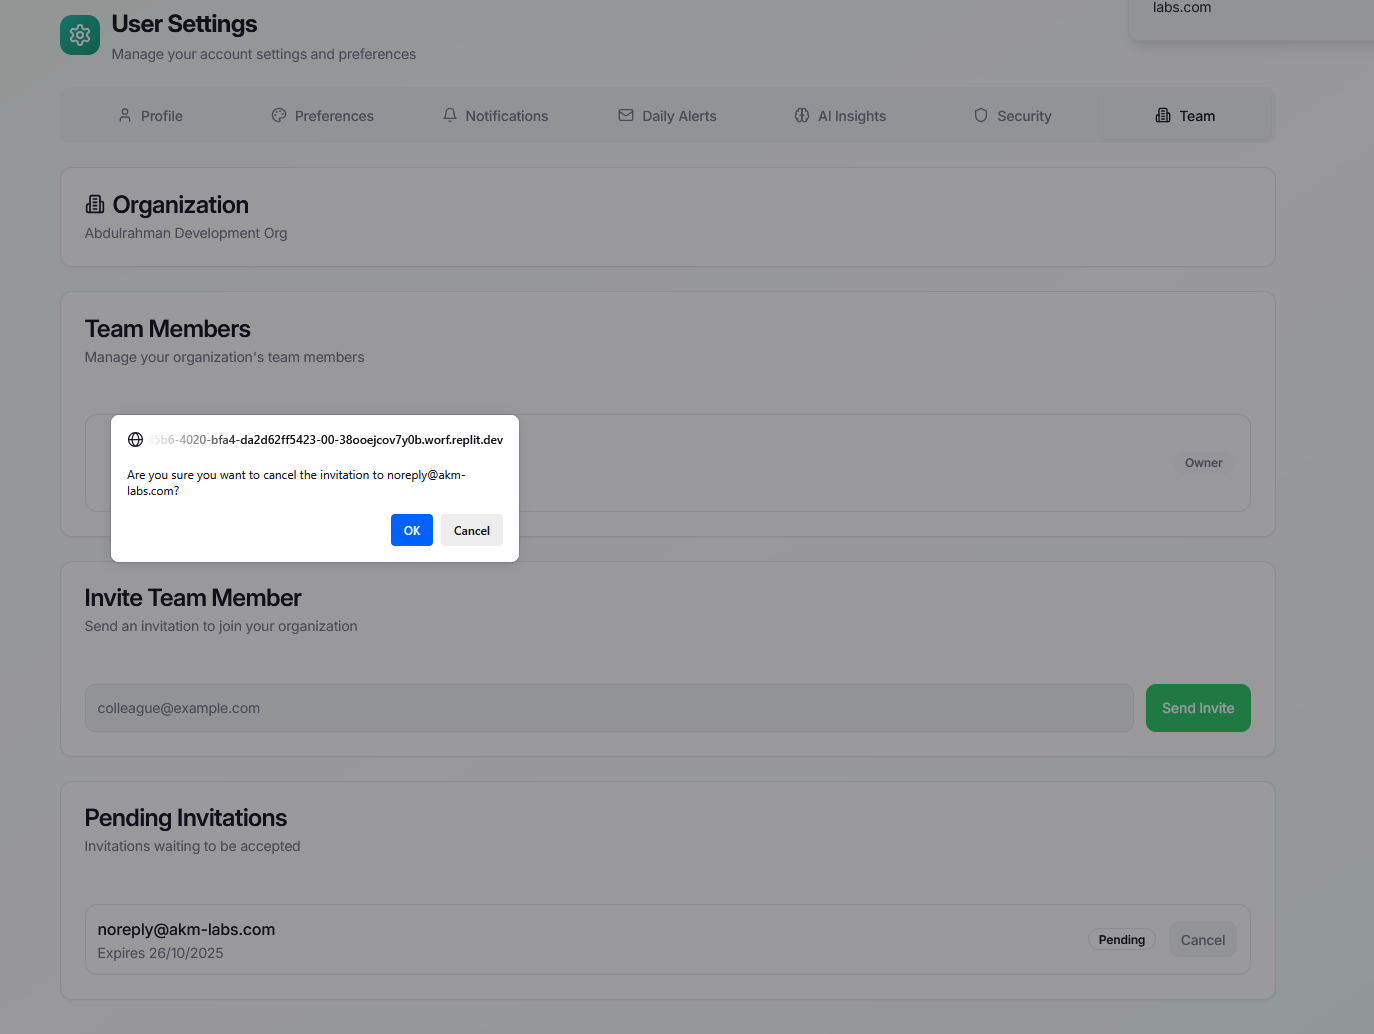 User Settings
Manage your account settings and preferences
labs.com
Profile
Preferences
Notifications
Daily Alerts
AI Insights
Security
Team
Organization
Abdulrahman Development Org
Team Members
Manage your organization's team members
5b6-4020-bfa4-da2d62ff5423-00-38ooejcov7y0b.worf.replit.dev
Are you sure you want to cancel the invitation to noreply@akm-
labs.com?
OK
Cancel
Owner
Invite Team Member
Send an invitation to join your organization
colleague@example.com
Send Invite
Pending Invitations
Invitations waiting to be accepted
noreply@akm-labs.com
Expires 26/10/2025
Pending
Cancel